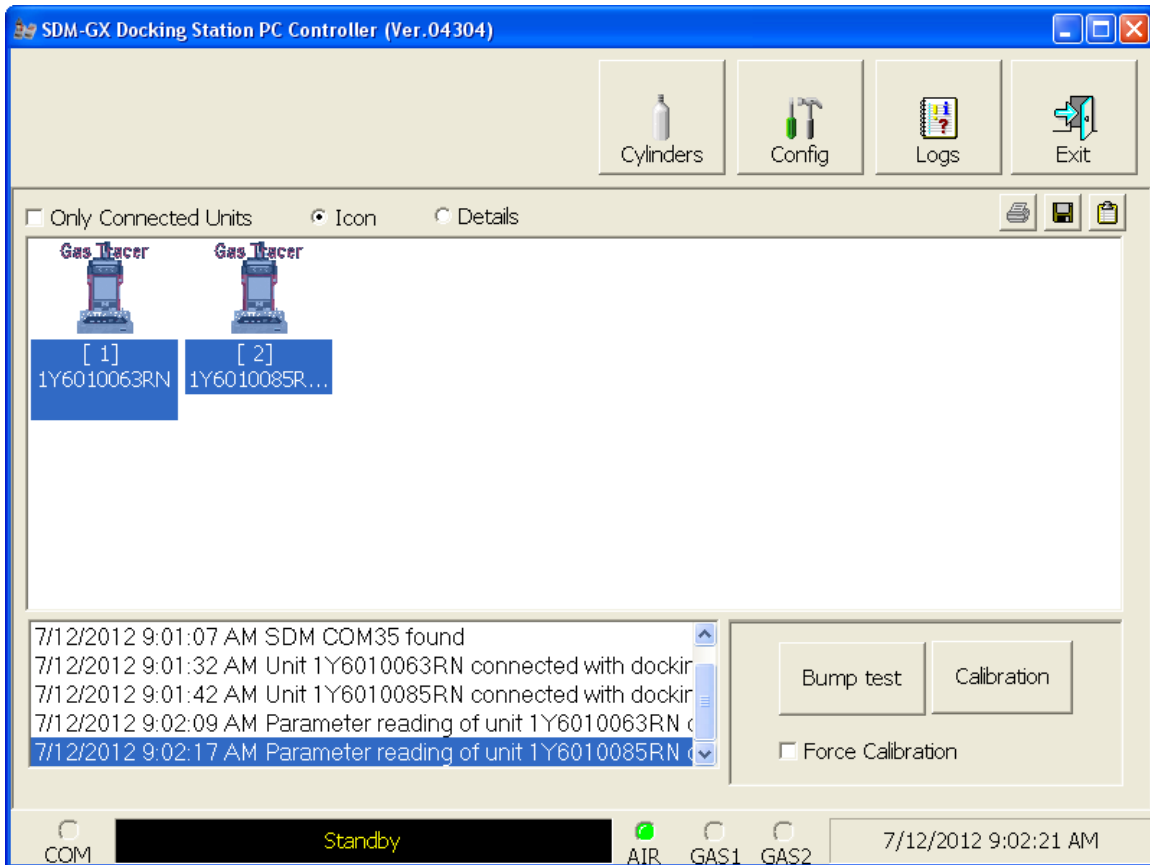 SDM-GX Docking Station PC Controller (Ver.04304)
Cylinders
Config
Logs
Exit
Only Connected Units
Icon
Details
Gas Tracer
Gas Tracer
[ 1]
1Y6010063RN
[ 2]
1Y6010085R...
7/12/2012 9:01:07 AM SDM COM35 found
7/12/2012 9:01:32 AM Unit 1Y6010063RN connected with dockin
7/12/2012 9:01:42 AM Unit 1Y6010085RN connected with dockin
7/12/2012 9:02:09 AM Parameter reading of unit 1Y6010063RN
7/12/2012 9:02:17 AM Parameter reading of unit 1Y6010085RN
Bump test
Calibration
Force Calibration
COM
Standby
AIR
GAS1
GAS2
7/12/2012 9:02:21 AM